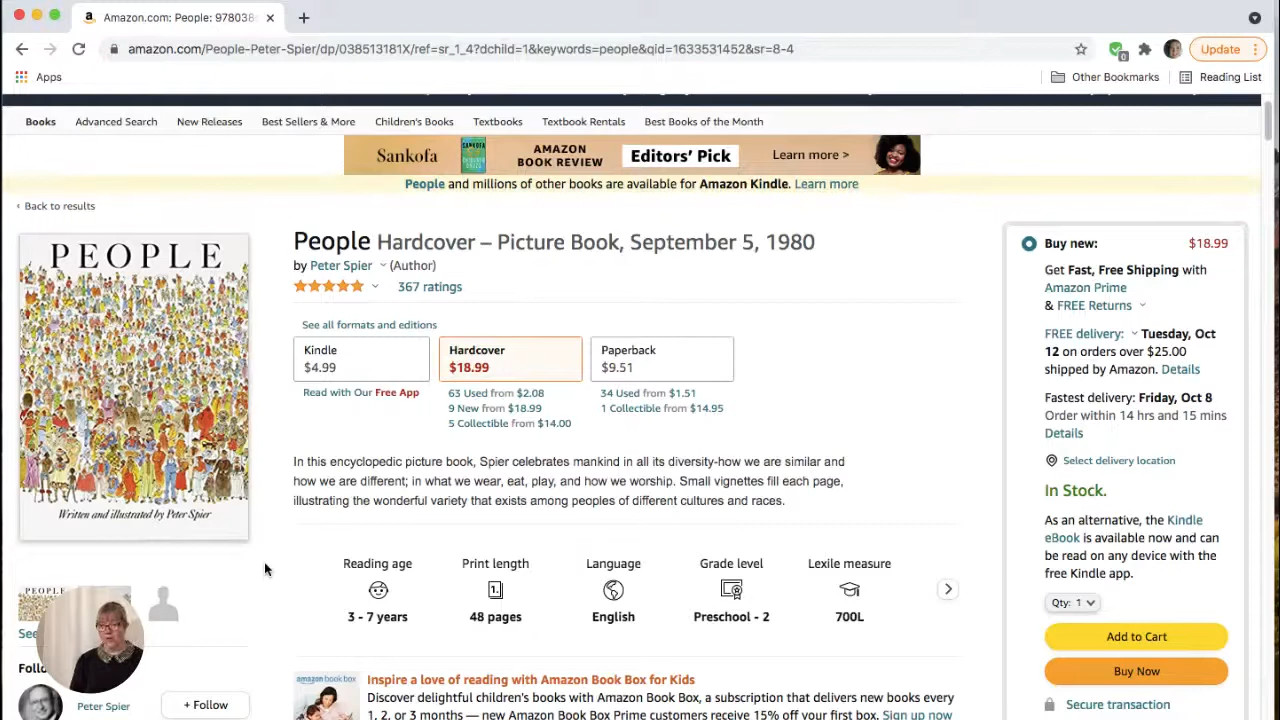 Amazon.com: People: 97803
amazon.com/People-Peter-Spier/dp/038513181X/ref=sr_1_4?dchild=1&keywords=people&qid=1633531452&sr=8-4
0
Update
Apps
Other Bookmarks
Reading List
Books
Advanced Search
New Releases
Best Sellers & More
Children's Books
Textbooks
Textbook Rentals
Best Books of the Month
Sankofa
AMAZON
BOOK REVIEW
Editors' Pick
Learn more >
People and millions of other books are available for Amazon Kindle. Learn more
‹ Back to results
PEOPLE
Written and illustrated by Peter Spier
People Hardcover – Picture Book, September 5, 1980
by Peter Spier (Author)
367 ratings
See all formats and editions
Kindle
$4.99
Read with Our Free App
Hardcover
$18.99
63 Used from $2.08
9 New from $18.99
5 Collectible from $14.00
Paperback
$9.51
34 Used from $1.51
1 Collectible from $14.95
In this encyclopedic picture book, Spier celebrates mankind in all its diversity-how we are similar and
how we are different; in what we wear, eat, play, and how we worship. Small vignettes fill each page,
illustrating the wonderful variety that exists among peoples of different cultures and races.
Reading age
3 - 7 years
Print length
1.
48 pages
Language
English
Grade level
Preschool - 2
Lexile measure
700L
amazon book box
Inspire a love of reading with Amazon Book Box for Kids
Discover delightful children's books with Amazon Book Box, a subscription that delivers new books every
1, 2, or 3 months — new Amazon Book Box Prime customers receive 15% off your first box. Sign up now
PEOPLE
See
Follo
Peter Spier
+ Follow
Buy new:
$18.99
Get Fast, Free Shipping with
Amazon Prime
& FREE Returns
FREE delivery: Tuesday, Oct
12 on orders over $25.00
shipped by Amazon. Details
Fastest delivery: Friday, Oct 8
Order within 14 hrs and 15 mins
Details
Select delivery location
In Stock.
As an alternative, the Kindle
eBook is available now and can
be read on any device with the
free Kindle app.
Qty: 1
Add to Cart
Buy Now
Secure transaction